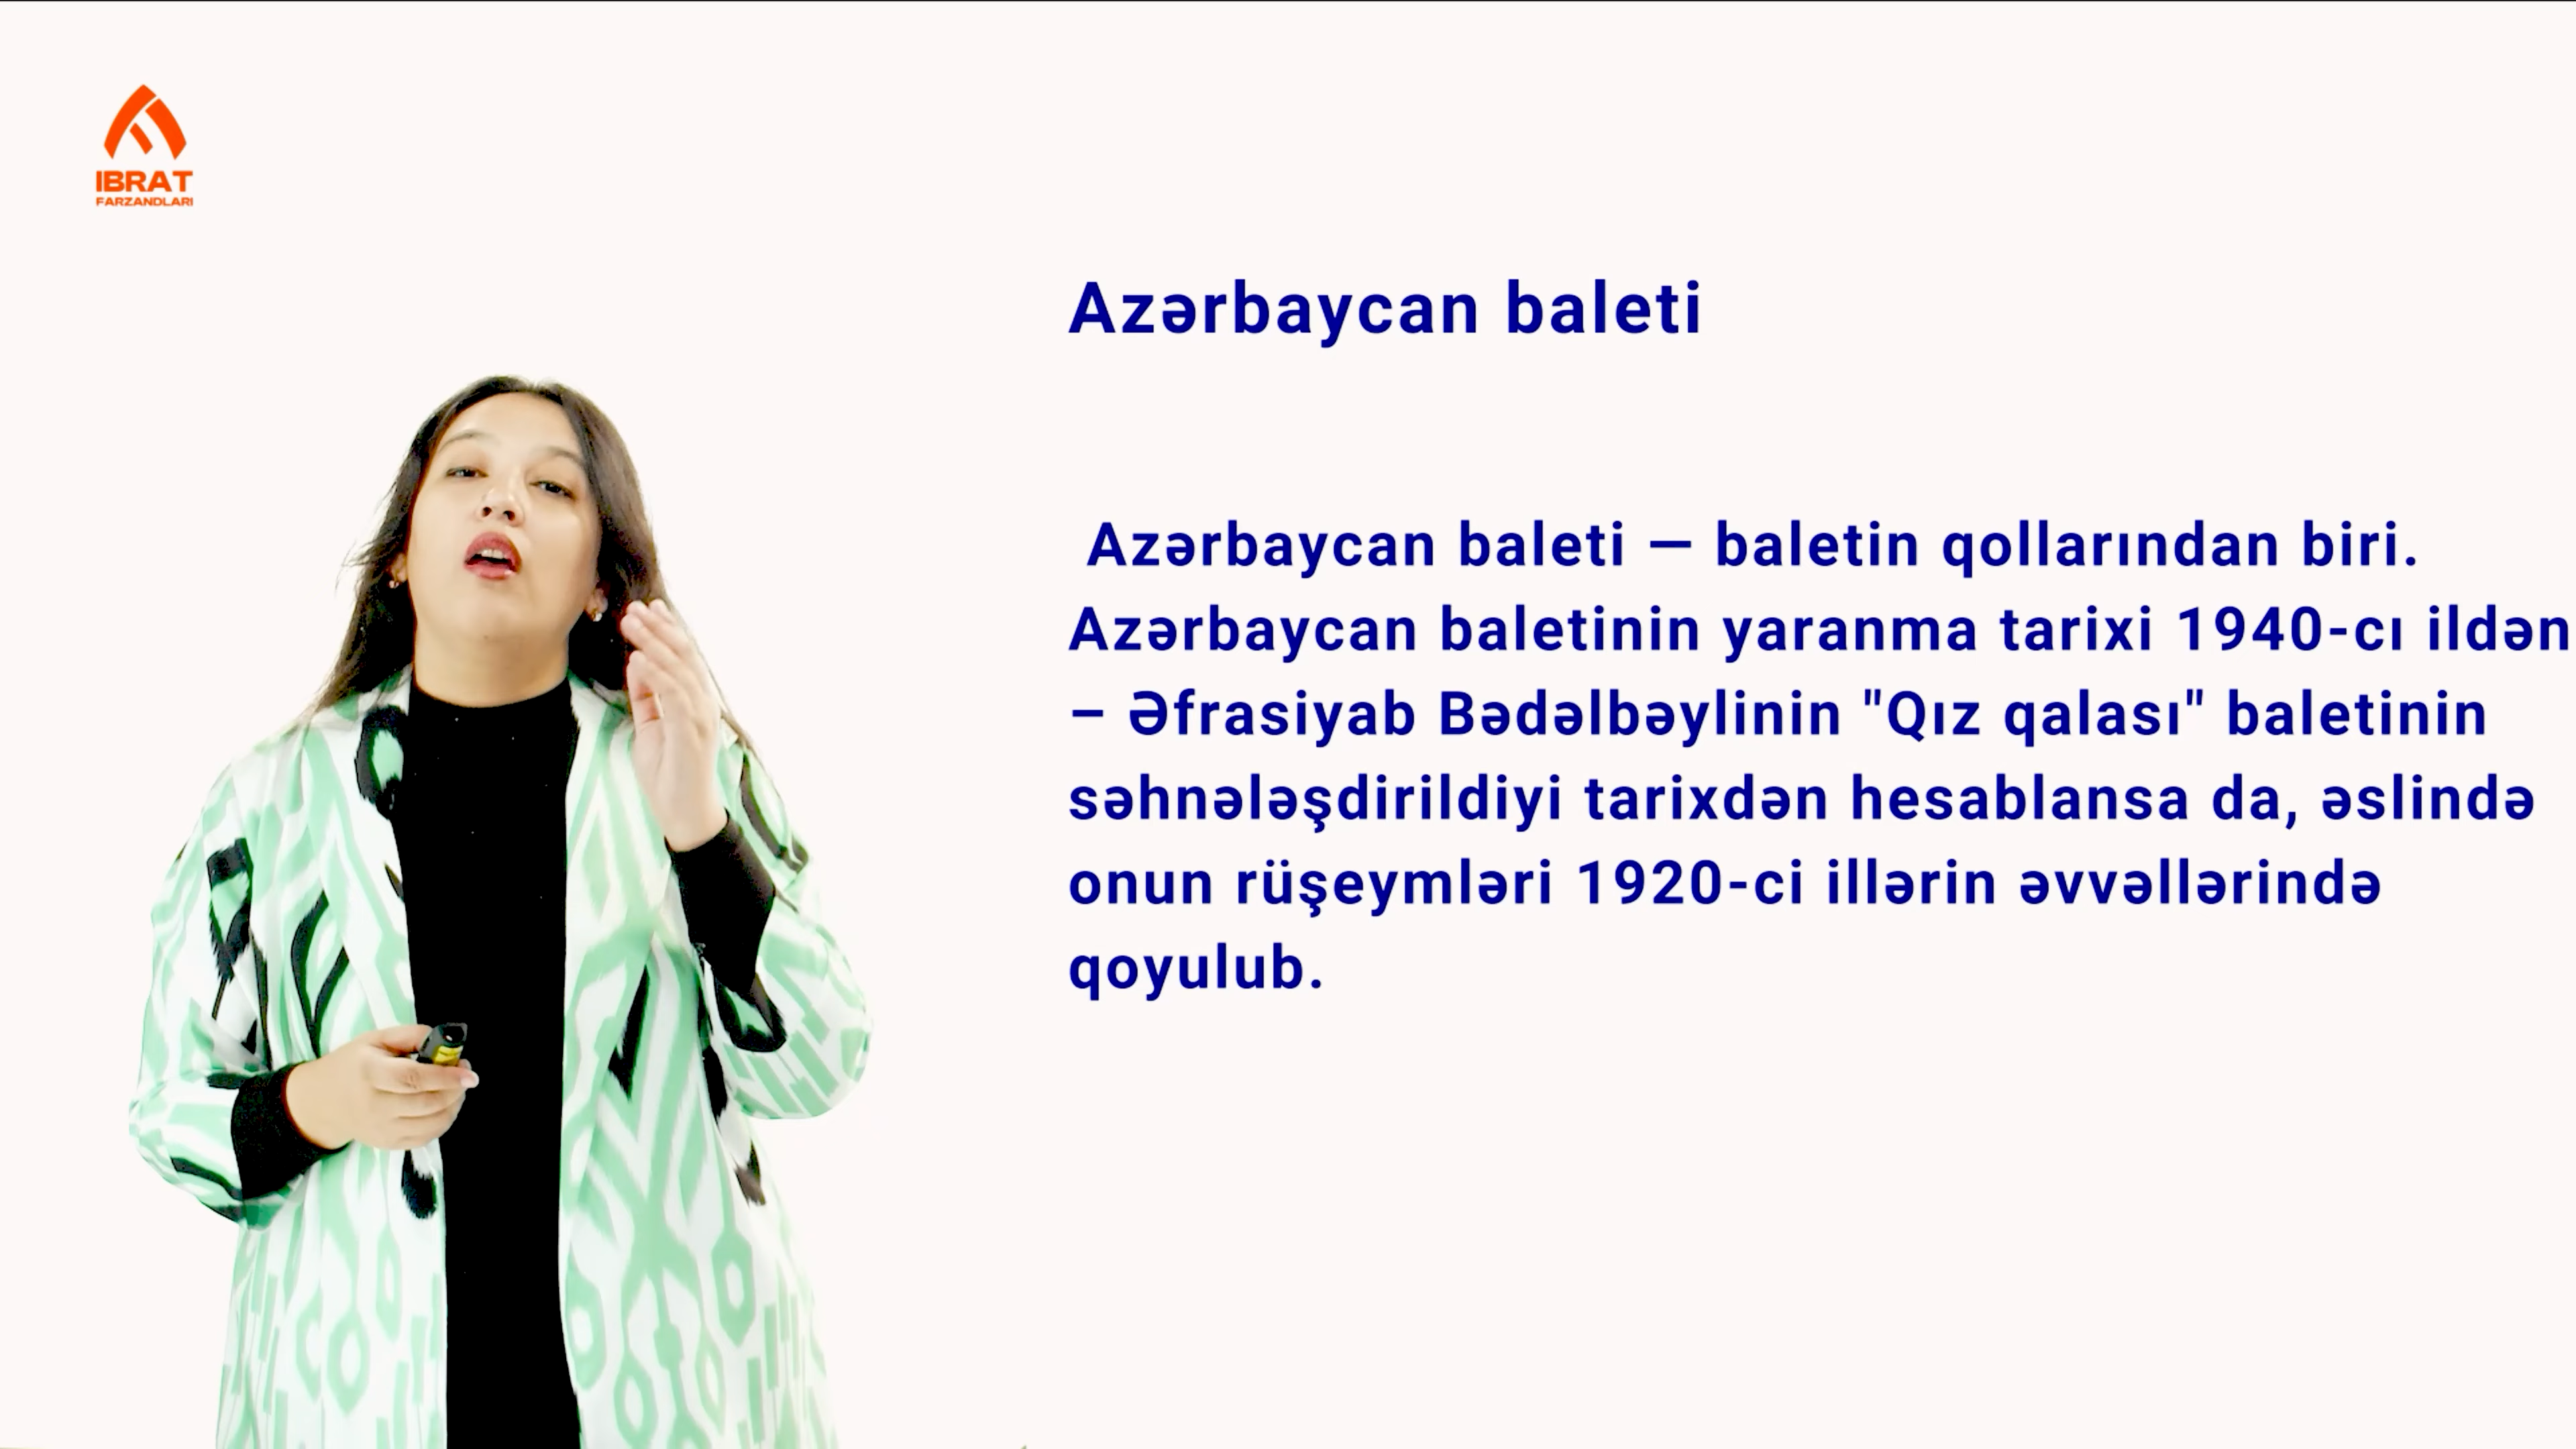 IBRAT
FARZANDLARI
Azərbaycan baleti
Azərbaycan baleti — baletin qollarından biri.
Azərbaycan baletinin yaranma tarixi 1940-cı ildən
– Əfrasiyab Bədəlbəylinin "Qız qalası" baletinin
səhnələşdirildiyi tarixdən hesablansa da, əslində
onun rüşeymləri 1920-ci illərin əvvəllərində
qoyulub.